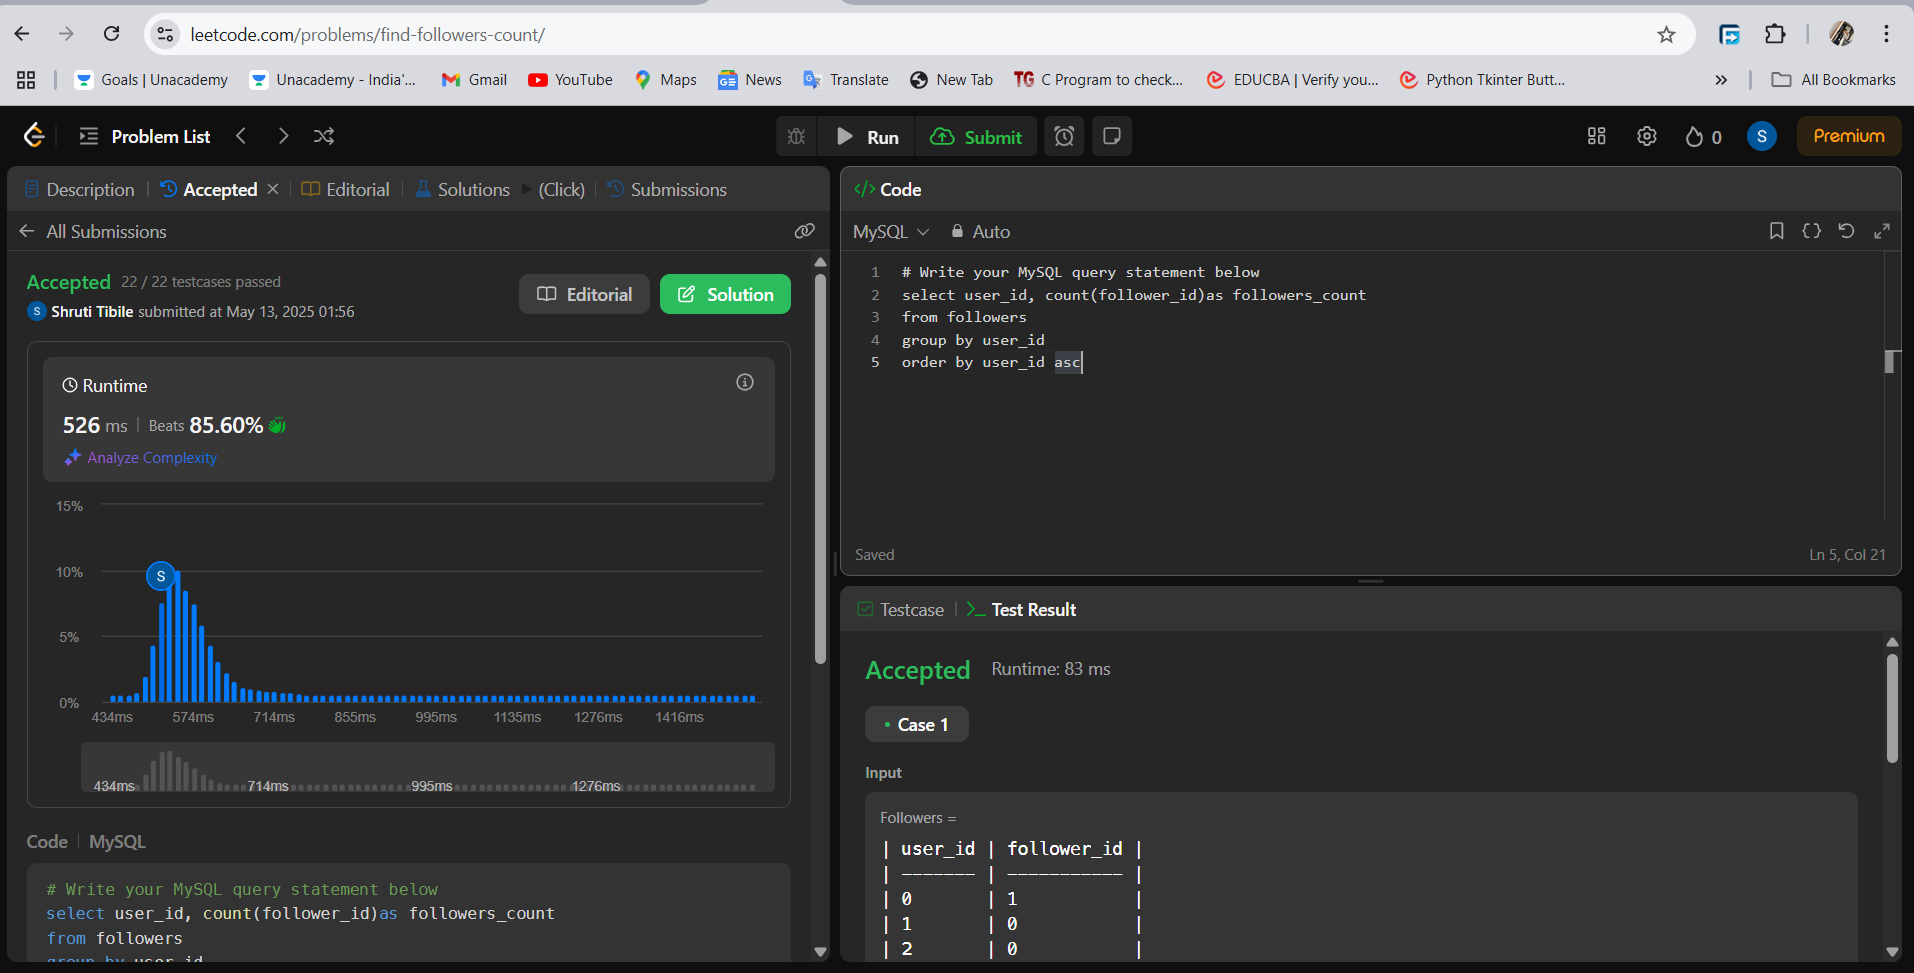 leetcode.com/problems/find-followers-count/
Goals | Unacademy
Unacademy - India'...
Gmail
YouTube
Maps
News
Translate
New Tab
TG C Program to check...
EDUCBA | Verify you...
Python Tkinter Butt...
»
All Bookmarks
Problem List
Run
Submit
0
S
Premium
Description
Accepted
Editorial
Solutions
(Click)
Submissions
All Submissions
Accepted 22 / 22 testcases passed
S Shruti Tibile submitted at May 13, 2025 01:56
Editorial
Solution
Runtime
526 ms | Beats 85.60%
Analyze Complexity
15%
10%
5%
0%
S
434ms 574ms 714ms 855ms 995ms 1135ms 1276ms 1416ms
434ms 714ms 995ms 1276ms
Code | MySQL
# Write your MySQL query statement below
select user_id, count(follower_id)as followers_count
from followers
group by user_id
</> Code
MySQL
Auto
1 # Write your MySQL query statement below
2 select user_id, count(follower_id)as followers_count
3 from followers
4 group by user_id
5 order by user_id asc
Saved
Ln 5, Col 21
Testcase
Test Result
Accepted Runtime: 83 ms
• Case 1
Input
Followers =
| user_id | follower_id |
| ------- | ----------- |
| 0 | 1 |
| 1 | 0 |
| 2 | 0 |